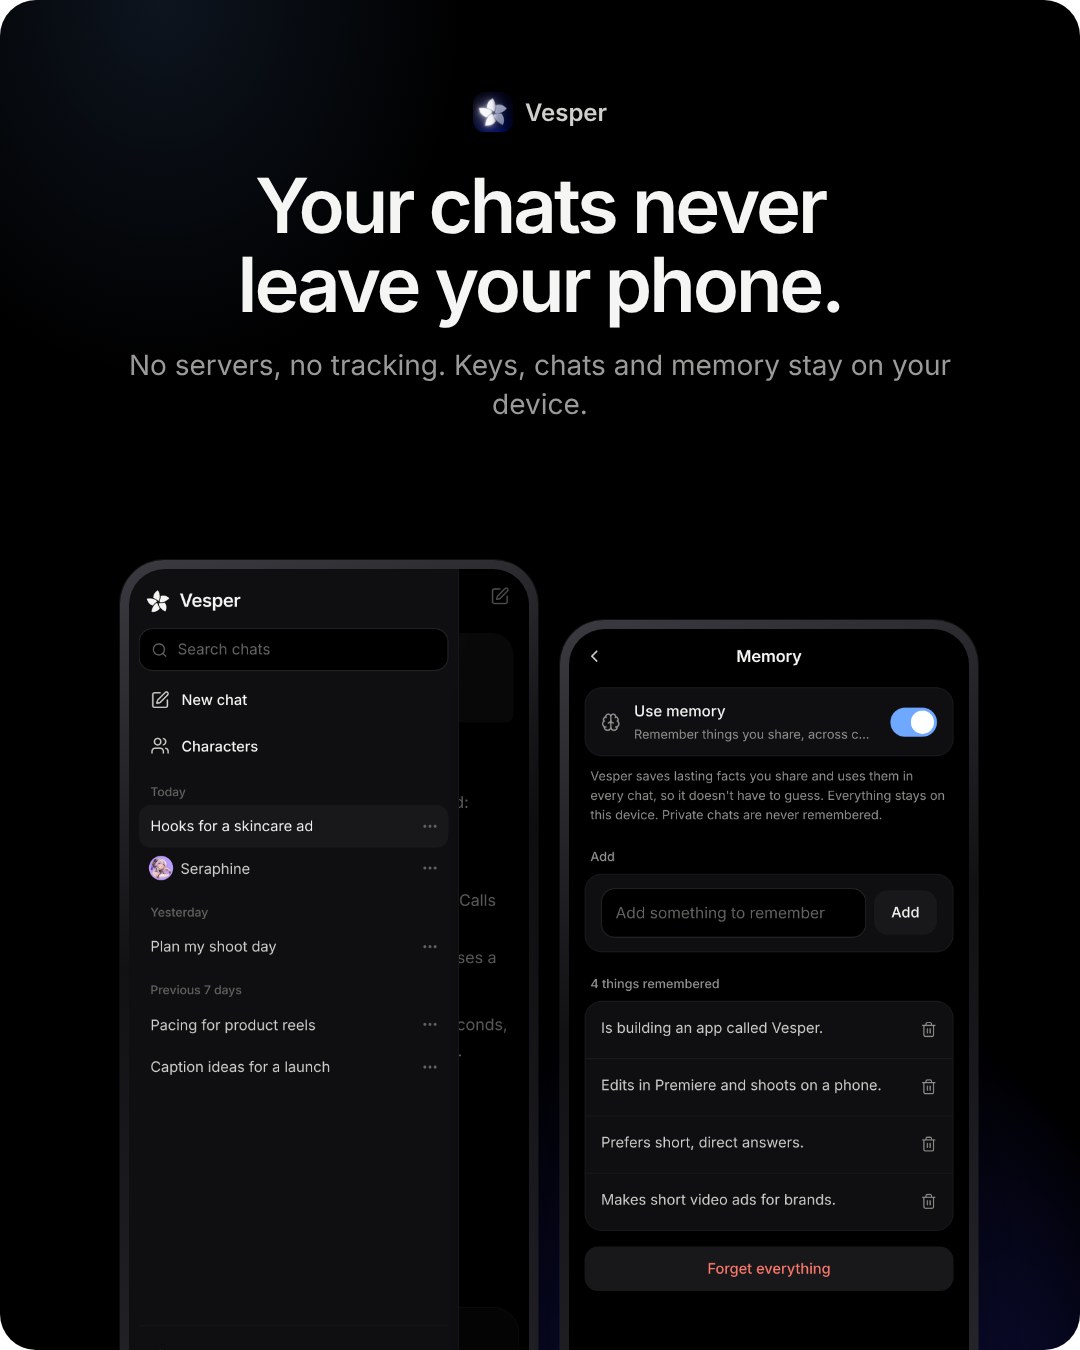 Vesper
Your chats never
leave your phone.
No servers, no tracking. Keys, chats and memory stay on your
device.
Vesper
Search chats
New chat
Characters
Today
Hooks for a skincare ad
Seraphine
Yesterday
Plan my shoot day
Previous 7 days
Pacing for product reels
Caption ideas for a launch
d:
Calls
ses a
conds,
.
Memory
Use memory
Remember things you share, across c...
Vesper saves lasting facts you share and uses them in
every chat, so it doesn't have to guess. Everything stays on
this device. Private chats are never remembered.
Add
Add something to remember
Add
4 things remembered
Is building an app called Vesper.
Edits in Premiere and shoots on a phone.
Prefers short, direct answers.
Makes short video ads for brands.
Forget everything